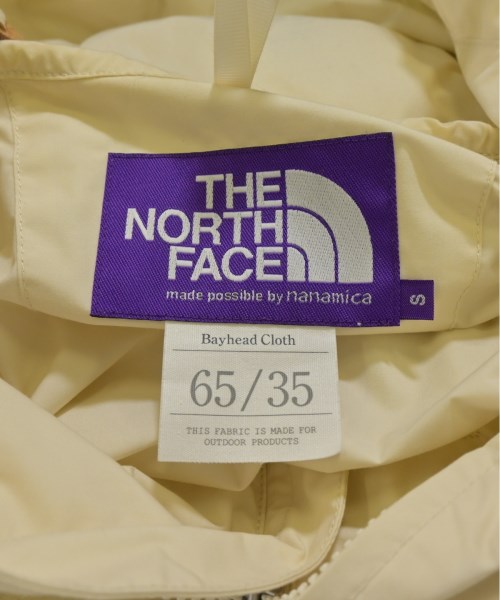 THE
NORTH
FACE
made possible by nanamica
S
Bayhead Cloth
65/35
THIS FABRIC IS MADE FOR
OUTDOOR PRODUCTS